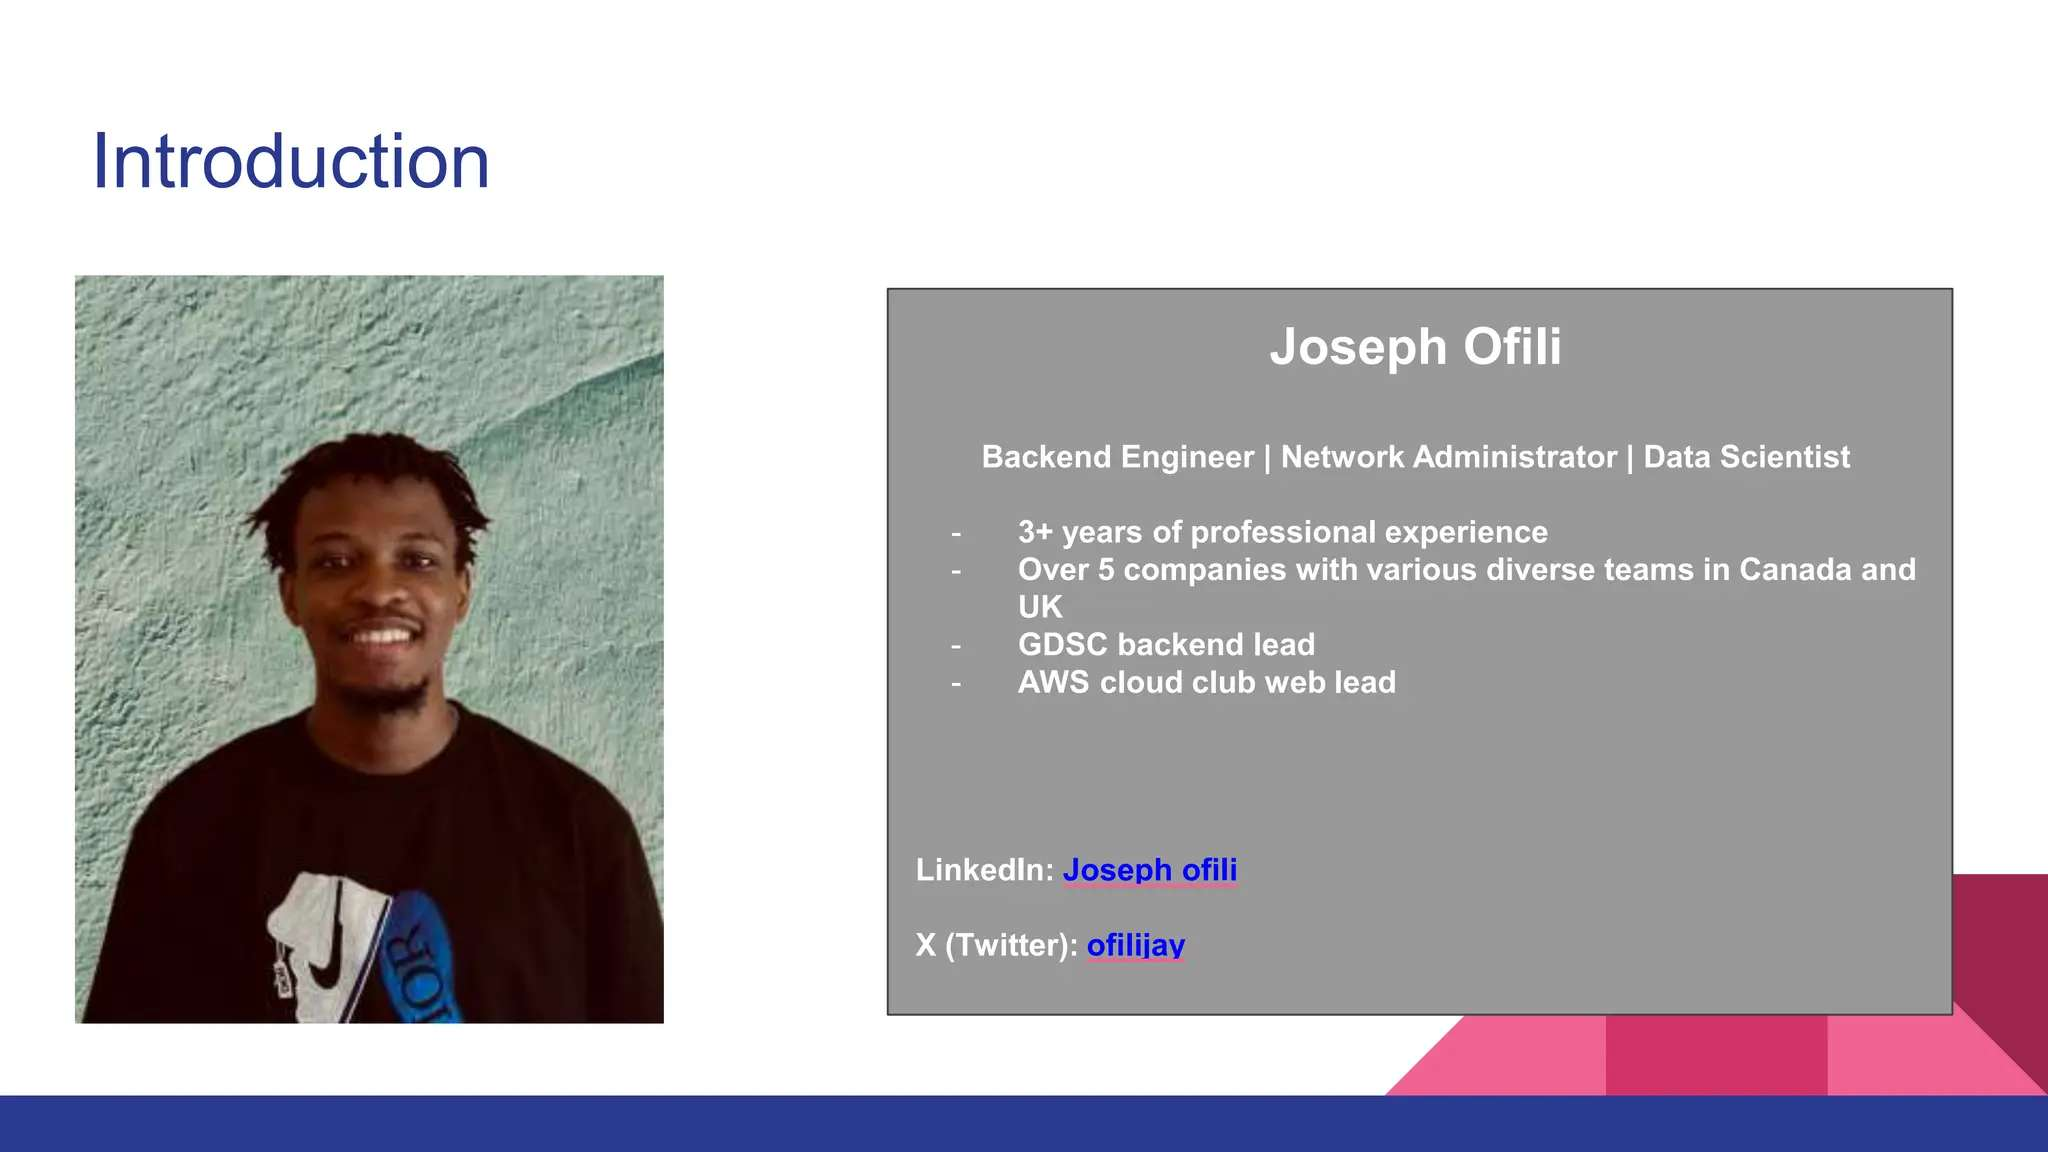 Introduction
Joseph Ofili
Backend Engineer | Network Administrator | Data Scientist
- 3+ years of professional experience
- Over 5 companies with various diverse teams in Canada and
UK
- GDSC backend lead
- AWS cloud club web lead
LinkedIn: Joseph ofili
X (Twitter): ofilijay